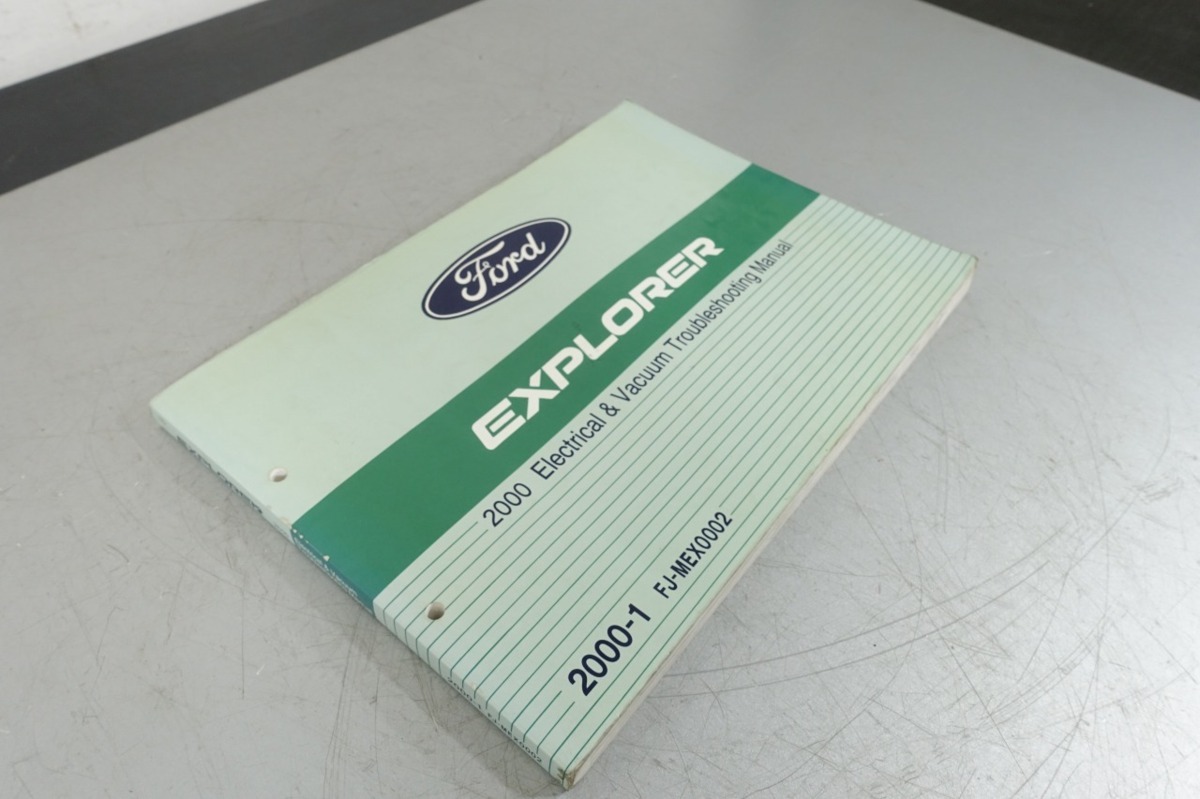 Ford
EXPLORER
2000 Electrical & Vacuum Troubleshooting Manual
2000-1 FJ-MEX0002